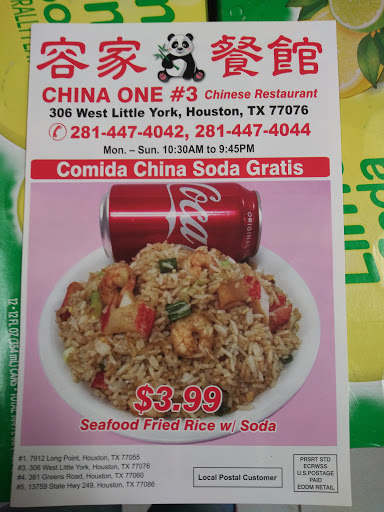 容家餐館
CHINA ONE #3 Chinese Restaurant
306 West Little York, Houston, TX 77076
✆ 281-447-4042, 281-447-4044
Mon. – Sun. 10:30AM to 9:45PM
Comida China Soda Gratis
Coca
ORIGINAL
$3.99
Seafood Fried Rice w/ Soda
#1, 7912 Long Point, Houston, TX 77055
#3, 306 West Little York, Houston, TX 77076
#4, 381 Greens Road, Houston, TX 77060
#5, 13759 State Hwy 249, Houston, TX 77086
Local Postal Customer
PRSRT STD
ECRWSS
U.S.POSTAGE
PAID
EDDM RETAIL